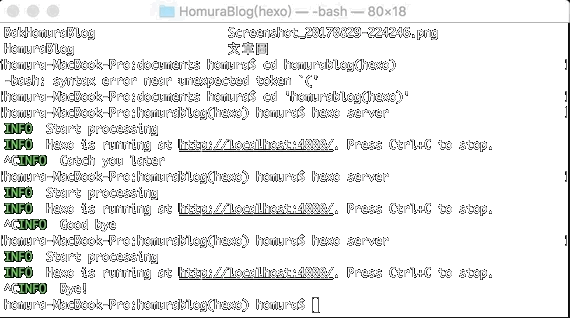 HomuraBlog(hexo) — -bash — 80×18
BakHomuraBlog Screenshot_20170629-224246.png
HomuraBlog 文章圖
homura-MacBook-Pro:documents homura$ cd homurablog(hexo)
-bash: syntax error near unexpected token `('
homura-MacBook-Pro:documents homura$ cd 'homurablog(hexo)'
homura-MacBook-Pro:homurablog(hexo) homura$ hexo server
INFO Start processing
INFO Hexo is running at http://localhost:4000/. Press Ctrl+C to stop.
^CINFO Catch you later
homura-MacBook-Pro:homurablog(hexo) homura$ hexo server
INFO Start processing
INFO Hexo is running at http://localhost:4000/. Press Ctrl+C to stop.
^CINFO Good bye
homura-MacBook-Pro:homurablog(hexo) homura$ hexo server
INFO Start processing
INFO Hexo is running at http://localhost:4000/. Press Ctrl+C to stop.
^CINFO Bye!
homura-MacBook-Pro:homurablog(hexo) homura$